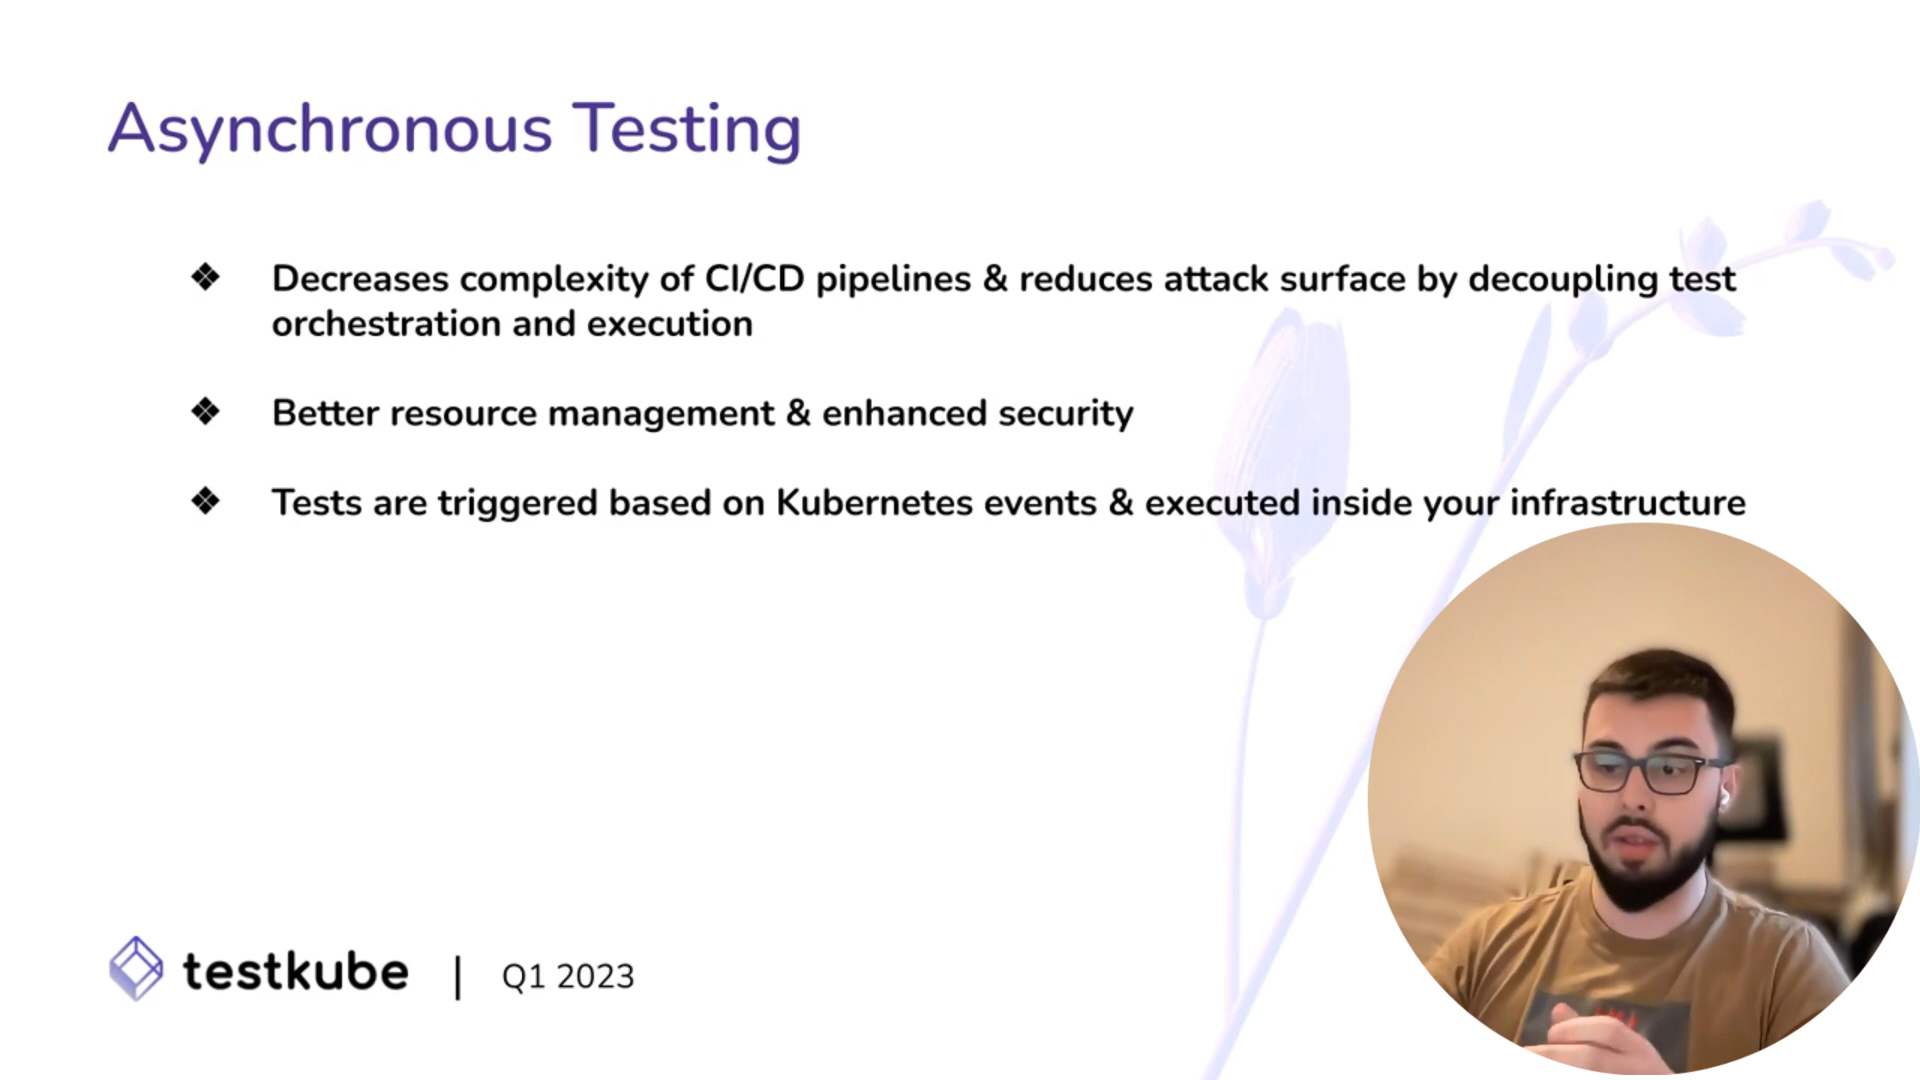 Asynchronous Testing
❖ Decreases complexity of CI/CD pipelines & reduces attack surface by decoupling test
orchestration and execution
❖ Better resource management & enhanced security
❖ Tests are triggered based on Kubernetes events & executed inside your infrastructure
testkube | Q1 2023